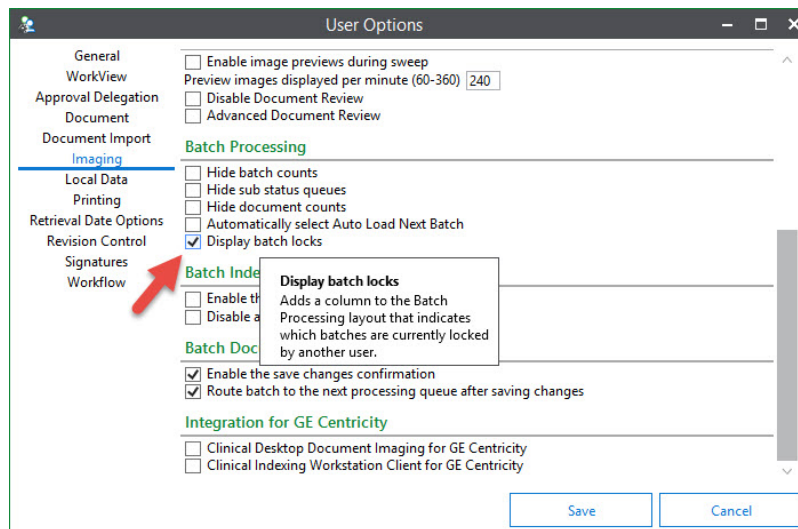 User Options
General
WorkView
Approval Delegation
Document
Document Import
Imaging
Local Data
Printing
Retrieval Date Options
Revision Control
Signatures
Workflow
Enable image previews during sweep
Preview images displayed per minute (60-360) 240
Disable Document Review
Advanced Document Review
Batch Processing
Hide batch counts
Hide sub status queues
Hide document counts
Automatically select Auto Load Next Batch
Display batch locks
Batch Inde
Enable th
Disable a
Display batch locks
Adds a column to the Batch
Processing layout that indicates
which batches are currently locked
by another user.
Batch Doc
Enable the save changes confirmation
Route batch to the next processing queue after saving changes
Integration for GE Centricity
Clinical Desktop Document Imaging for GE Centricity
Clinical Indexing Workstation Client for GE Centricity
Save
Cancel